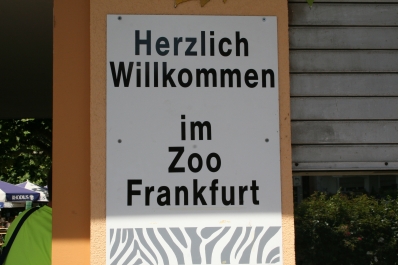 Herzlich
Willkommen
im
Zoo
Frankfurt